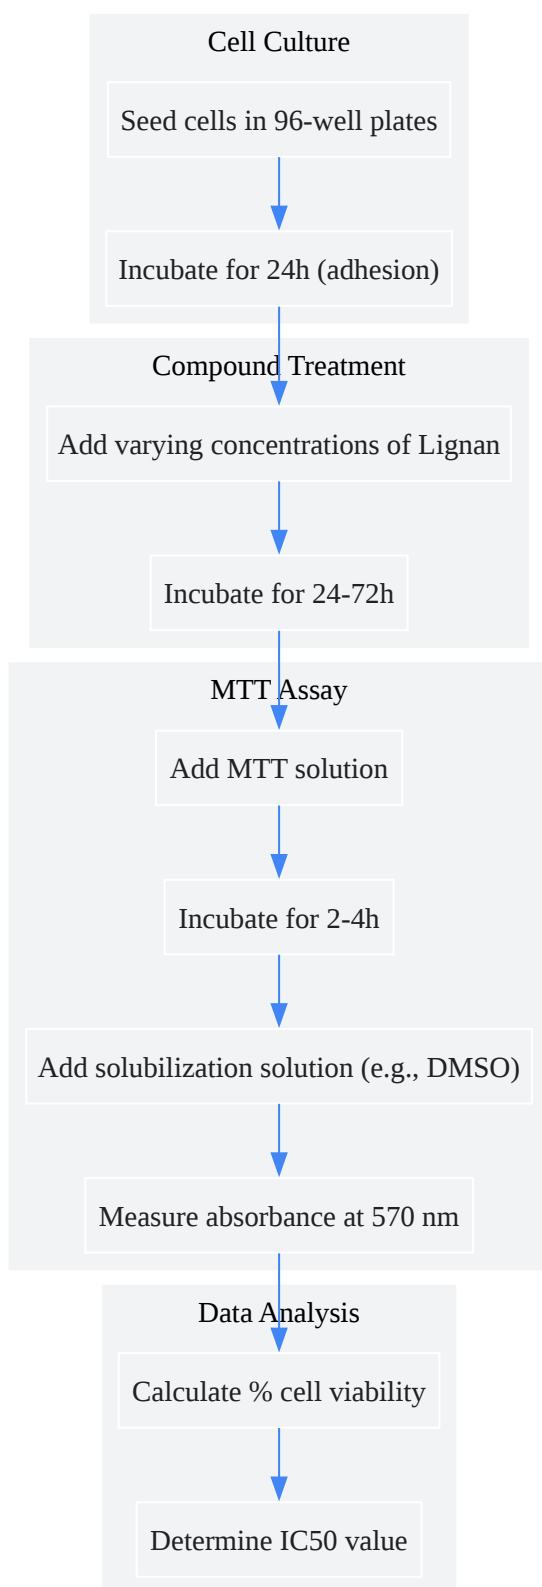 Cell Culture
Seed cells in 96-well plates
Incubate for 24h (adhesion)
Compound Treatment
Add varying concentrations of Lignan
Incubate for 24-72h
MTT Assay
Add MTT solution
Incubate for 2-4h
Add solubilization solution (e.g., DMSO)
Measure absorbance at 570 nm
Data Analysis
Calculate % cell viability
Determine IC50 value